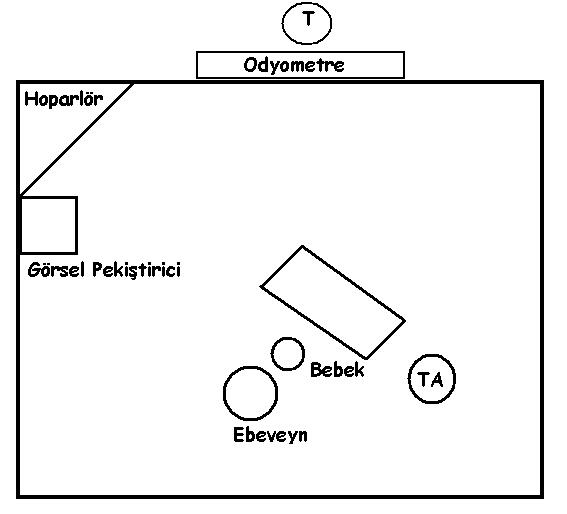 T
Odyometre
Hoparlör
Görsel Pekiştirici
Bebek
TA
Ebeveyn